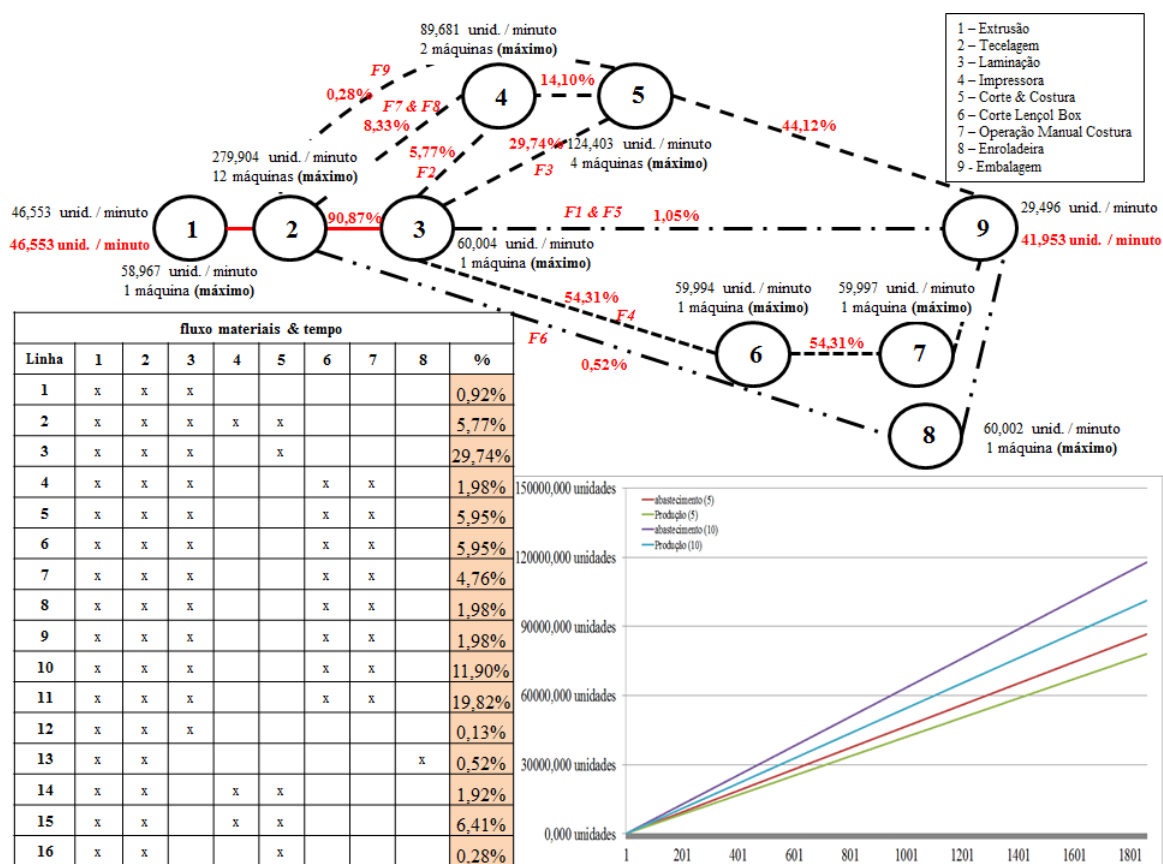 89,681 unid. / minuto
2 máquinas (máximo)
1 – Extrusão
2 – Tecelagem
3 – Laminação
4 – Impressora
5 – Corte & Costura
6 – Corte Lençol Box
7 – Operação Manual Costura
8 – Enroladeira
9 - Embalagem
F9
0,28%
F7 & F8
8,33%
4
14,10%
5
44,12%
5,77%
F2
29,74%
F3
124,403 unid. / minuto
4 máquinas (máximo)
279,904 unid. / minuto
12 máquinas (máximo)
46,553 unid. / minuto
46,553 unid. / minuto
1
2
90,87%
3
F1 & F5
1,05%
9
29,496 unid. / minuto
41,953 unid. / minuto
58,967 unid. / minuto
1 máquina (máximo)
60,004 unid. / minuto
1 máquina (máximo)
54,31%
F4
59,994 unid. / minuto
1 máquina (máximo)
59,997 unid. / minuto
1 máquina (máximo)
F6
0,52%
6
54,31%
7
8
60,002 unid. / minuto
1 máquina (máximo)
fluxo materiais & tempo
Linha 1 2 3 4 5 6 7 8 %
1 x x x 0,92%
2 x x x x x 5,77%
3 x x x x 29,74%
4 x x x x x 1,98%
5 x x x x x 5,95%
6 x x x x x 5,95%
7 x x x x x 4,76%
8 x x x x x 1,98%
9 x x x x x 1,98%
10 x x x x x 11,90%
11 x x x x x 19,82%
12 x x x 0,13%
13 x x x 0,52%
14 x x x x 1,92%
15 x x x x 6,41%
16 x x x 0,28%
150000,000 unidades
120000,000 unidades
90000,000 unidades
60000,000 unidades
30000,000 unidades
0,000 unidades
abastecimento (5)
Produção (5)
abastecimento (10)
Produção (10)
1 201 401 601 801 1001 1201 1401 1601 1801